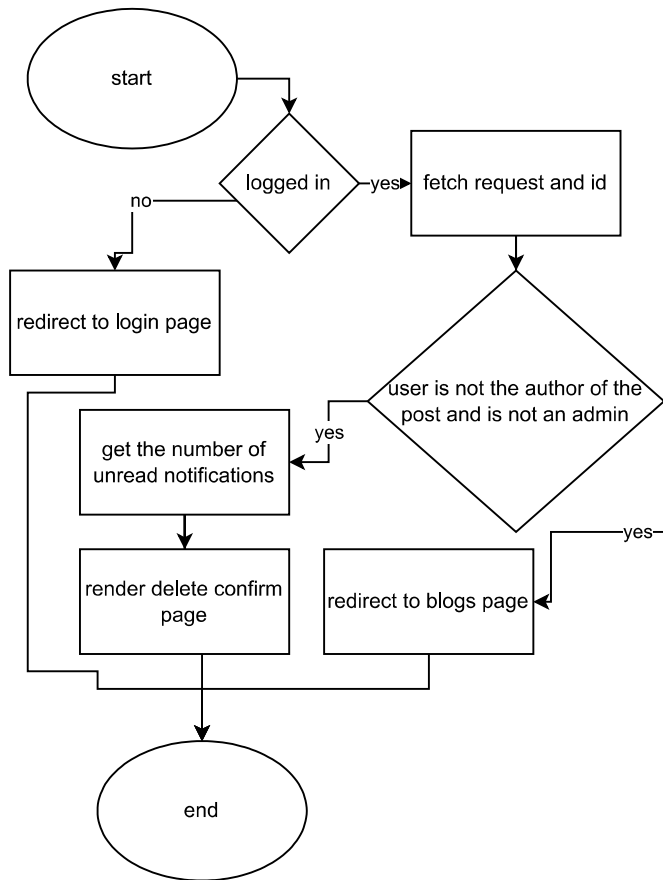 start
logged in
yes
fetch request and id
no
redirect to login page
user is not the author of the
post and is not an admin
yes
get the number of
unread notifications
yes
render delete confirm
page
redirect to blogs page
end